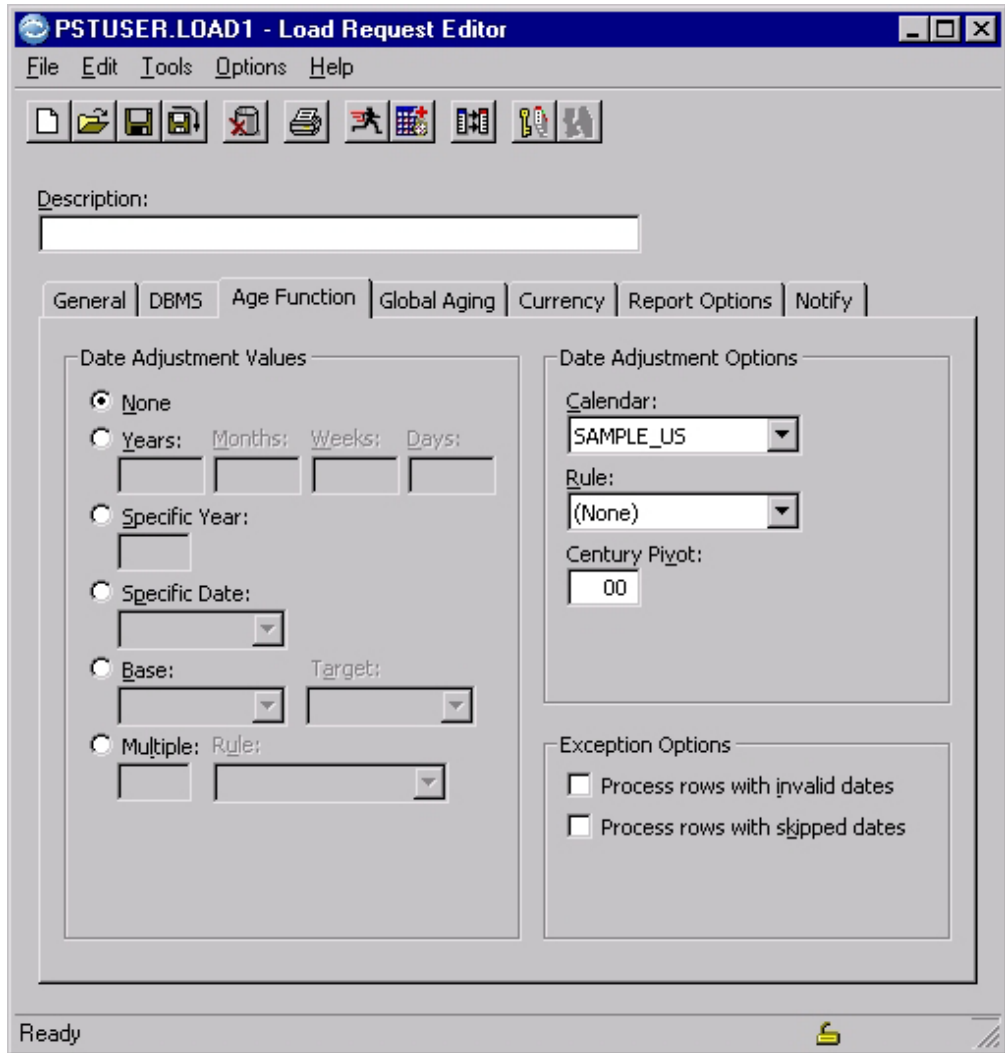 PSTUSER.LOAD1 - Load Request Editor
File Edit Tools Options Help
Description:
General DBMS Age Function Global Aging Currency Report Options Notify
Date Adjustment Values
None
Years: Months: Weeks: Days:
Specific Year:
Specific Date:
Base: Target:
Multiple: Rule:
Date Adjustment Options
Calendar:
SAMPLE_US
Rule:
(None)
Century Pivot:
00
Exception Options
Process rows with invalid dates
Process rows with skipped dates
Ready